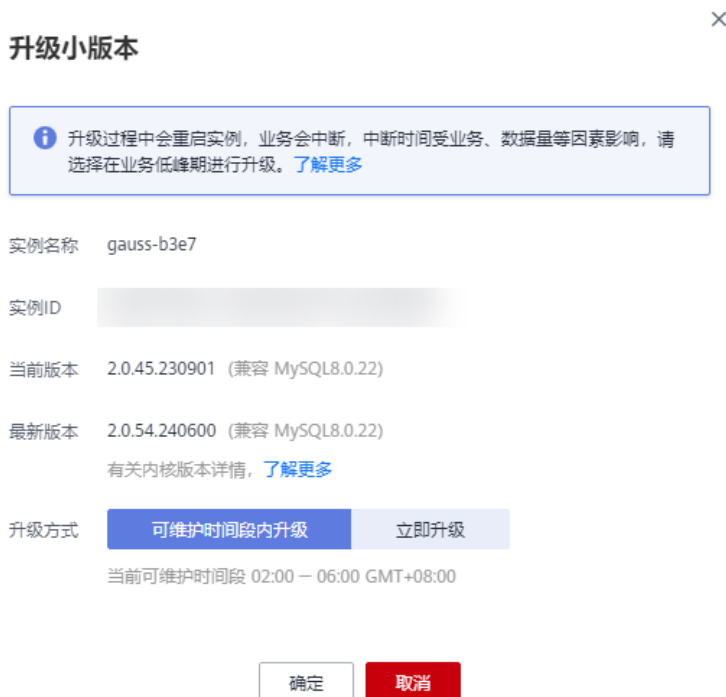 升级小版本
升级过程中会重启实例，业务会中断，中断时间受业务、数据量等因素影响，请
选择在业务低峰期进行升级。了解更多
实例名称 gauss-b3e7
实例ID
当前版本 2.0.45.230901 (兼容 MySQL8.0.22)
最新版本 2.0.54.240600 (兼容 MySQL8.0.22)
有关内核版本详情，了解更多
升级方式 可维护时间段内升级 立即升级
当前可维护时间段 02:00 — 06:00 GMT+08:00
确定 取消